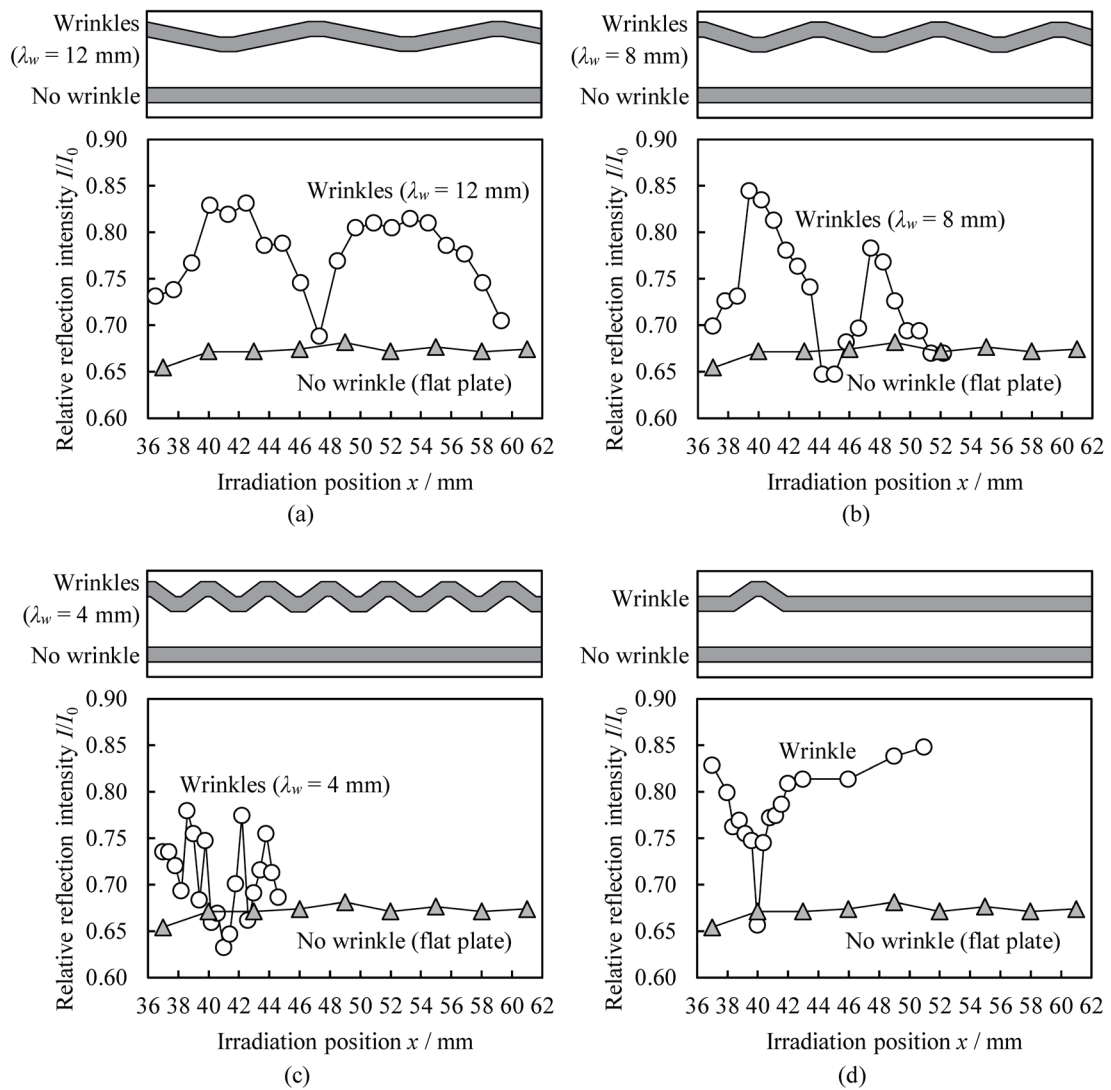 Wrinkles
(λw = 12 mm)
No wrinkle
0.90
0.85
0.80
0.75
0.70
0.65
0.60
Relative reflection intensity I/I0
Wrinkles (λw = 12 mm)
No wrinkle (flat plate)
36 38 40 42 44 46 48 50 52 54 56 58 60 62
Irradiation position x / mm
(a)
Wrinkles
(λw = 8 mm)
No wrinkle
0.90
0.85
0.80
0.75
0.70
0.65
0.60
Relative reflection intensity I/I0
Wrinkles (λw = 8 mm)
No wrinkle (flat plate)
36 38 40 42 44 46 48 50 52 54 56 58 60 62
Irradiation position x / mm
(b)
Wrinkles
(λw = 4 mm)
No wrinkle
0.90
0.85
0.80
0.75
0.70
0.65
0.60
Relative reflection intensity I/I0
Wrinkles (λw = 4 mm)
No wrinkle (flat plate)
36 38 40 42 44 46 48 50 52 54 56 58 60 62
Irradiation position x / mm
(c)
Wrinkle
No wrinkle
0.90
0.85
0.80
0.75
0.70
0.65
0.60
Relative reflection intensity I/I0
Wrinkle
No wrinkle (flat plate)
36 38 40 42 44 46 48 50 52 54 56 58 60 62
Irradiation position x / mm
(d)